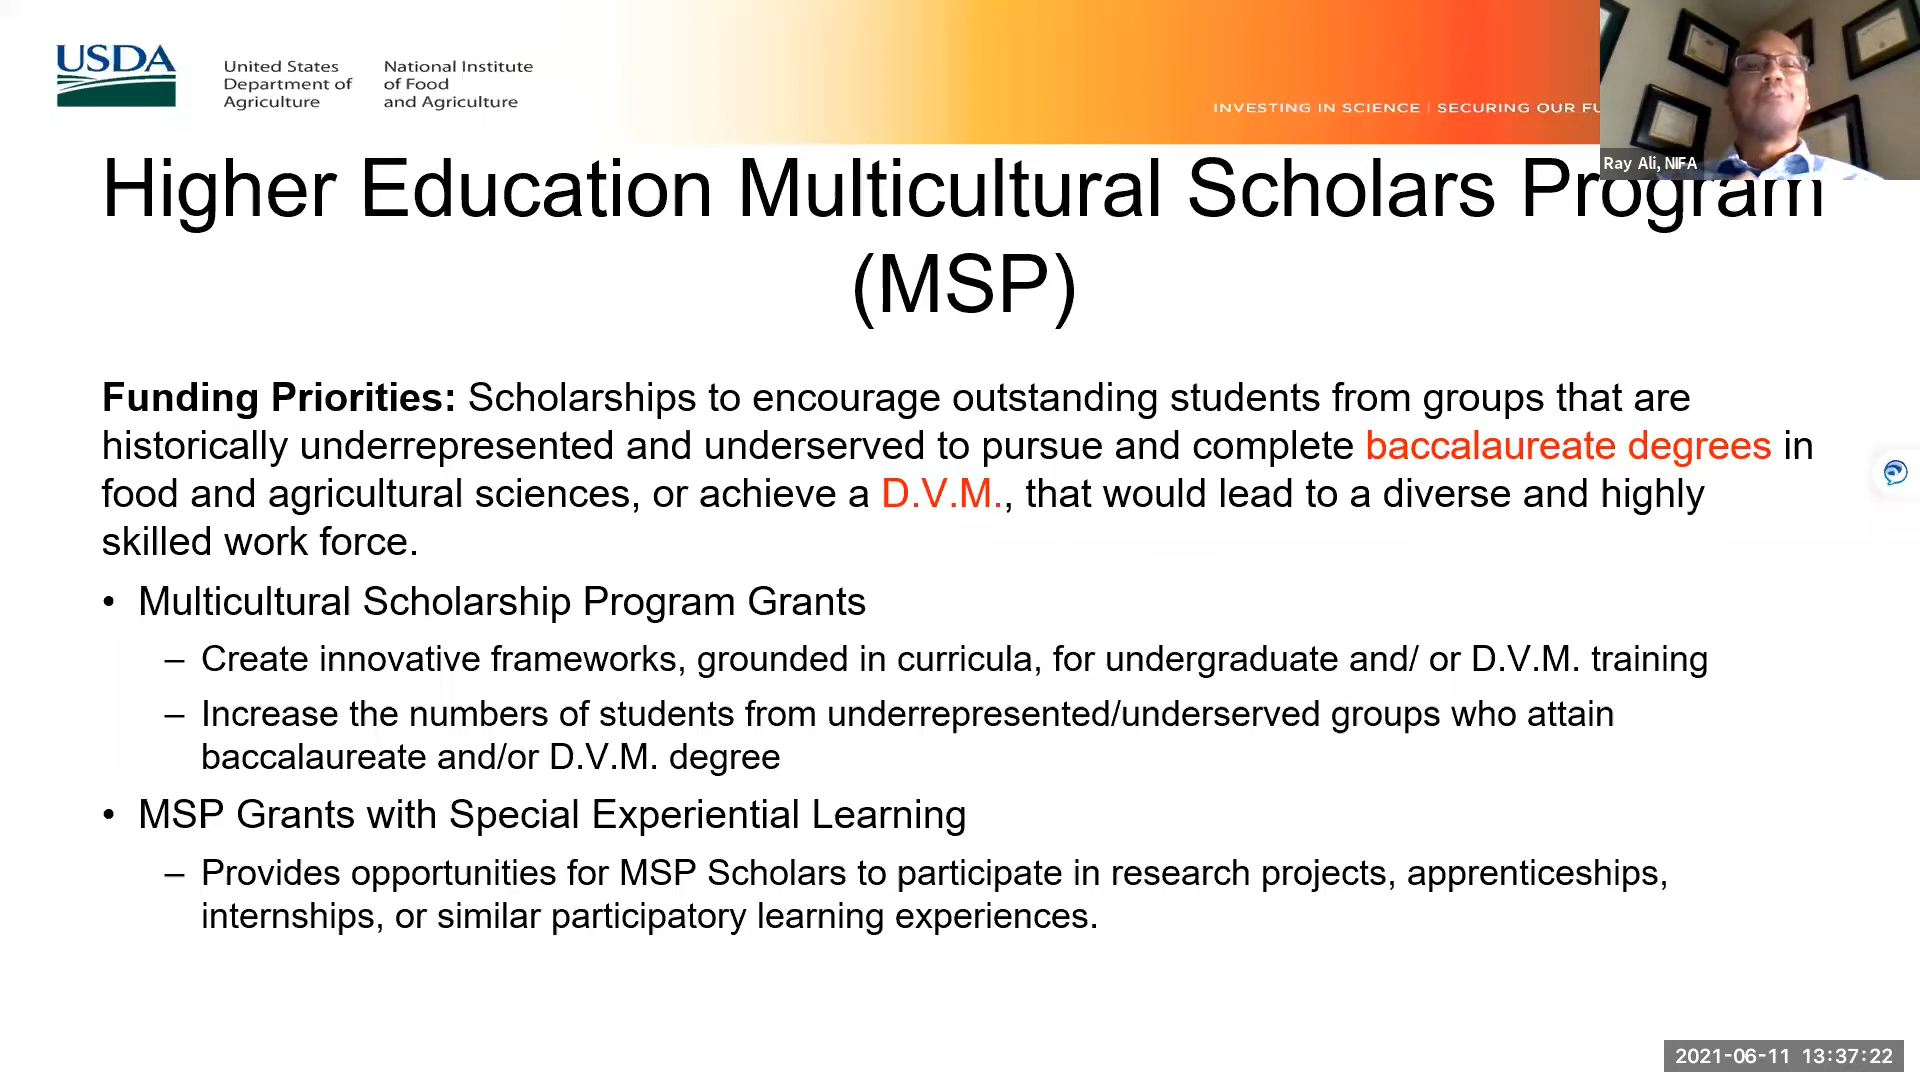 USDA
United States
Department of
Agriculture
National Institute
of Food
and Agriculture
INVESTING IN SCIENCE | SECURING OUR
Ray Ali, NIFA
Higher Education Multicultural Scholars Program
(MSP)
Funding Priorities: Scholarships to encourage outstanding students from groups that are
historically underrepresented and underserved to pursue and complete baccalaureate degrees in
food and agricultural sciences, or achieve a D.V.M., that would lead to a diverse and highly
skilled work force.
• Multicultural Scholarship Program Grants
– Create innovative frameworks, grounded in curricula, for undergraduate and/ or D.V.M. training
– Increase the numbers of students from underrepresented/underserved groups who attain
baccalaureate and/or D.V.M. degree
• MSP Grants with Special Experiential Learning
– Provides opportunities for MSP Scholars to participate in research projects, apprenticeships,
internships, or similar participatory learning experiences.
2021-06-11 13:37:22